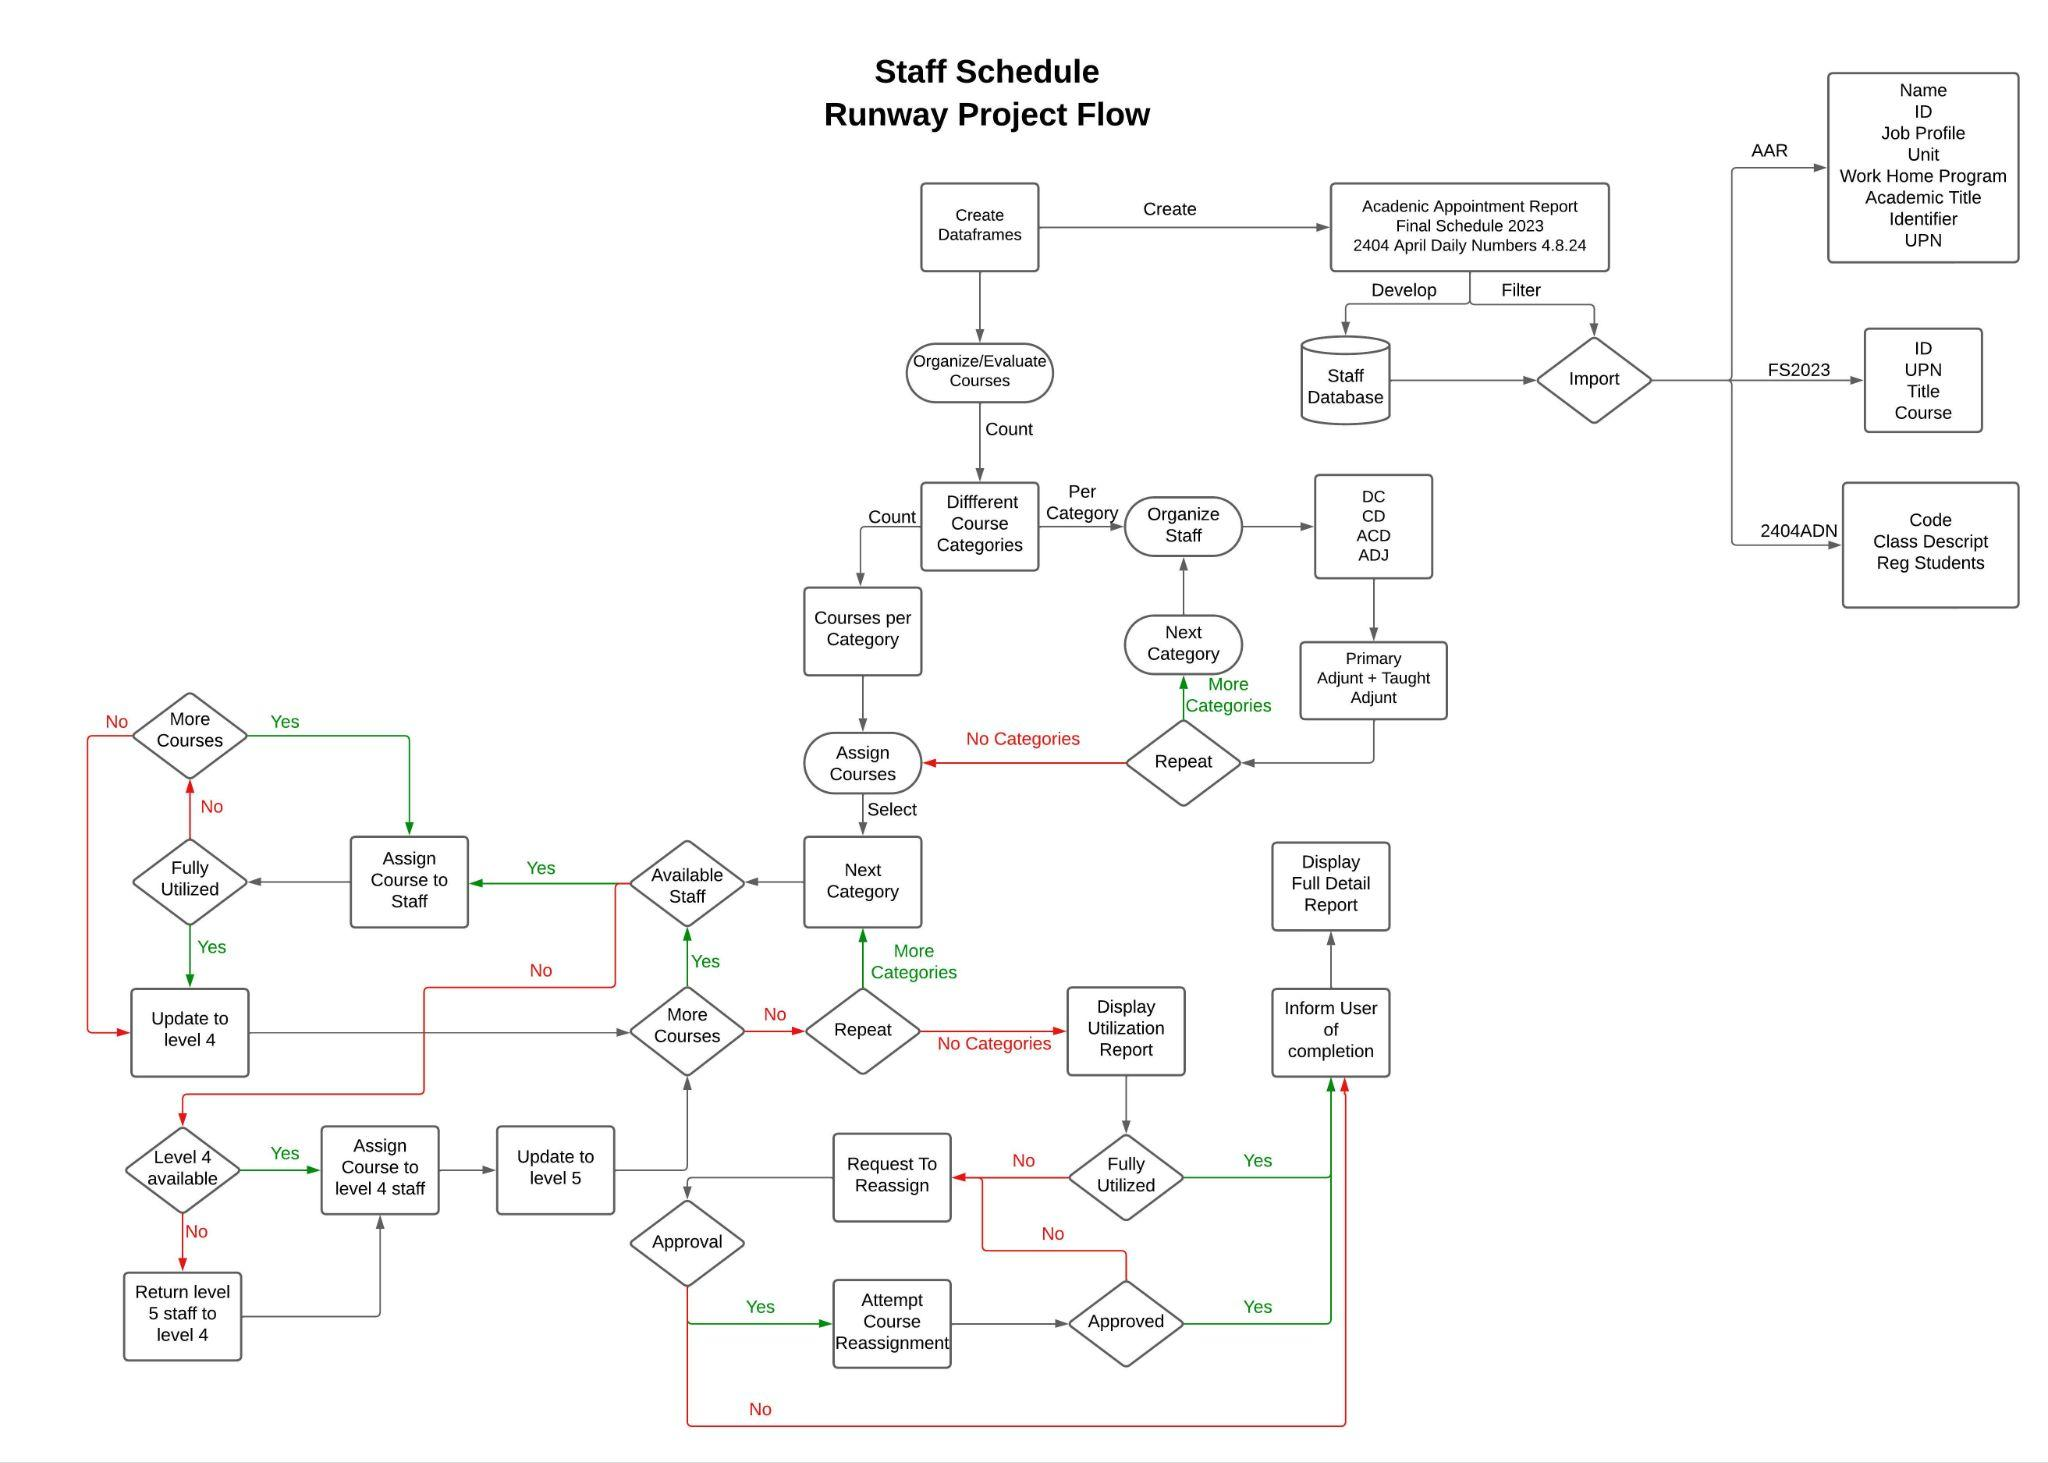 Staff Schedule
Runway Project Flow
Name
ID
Job Profile
Unit
Work Home Program
Academic Title
Identifier
UPN
AAR
Create
Dataframes
Create
Acadenic Appointment Report
Final Schedule 2023
2404 April Daily Numbers 4.8.24
Develop
Filter
Organize/Evaluate
Courses
Staff
Database
Import
FS2023
ID
UPN
Title
Course
Count
Diffferent
Course
Categories
Count
Per
Category
Organize
Staff
DC
CD
ACD
ADJ
2404ADN
Code
Class Descript
Reg Students
Courses per
Category
Next
Category
Primary
Adjunt + Taught
Adjunt
More
Categories
No
More
Courses
Yes
Assign
Courses
No Categories
Repeat
No
Select
Fully
Utilized
Assign
Course to
Staff
Yes
Available
Staff
Next
Category
Display
Full Detail
Report
Yes
No
Yes
More
Categories
Update to
level 4
More
Courses
No
Repeat
No Categories
Display
Utilization
Report
Inform User
of
completion
Level 4
available
Yes
Assign
Course to
level 4 staff
Update to
level 5
Request To
Reassign
No
Fully
Utilized
Yes
No
Approval
No
Return level
5 staff to
level 4
Yes
Attempt
Course
Reassignment
Approved
Yes
No